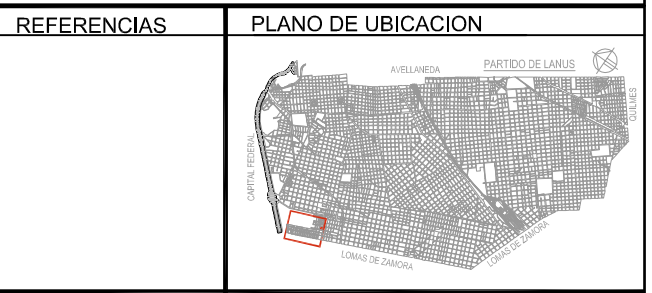 REFERENCIAS
PLANO DE UBICACION
AVELLANEDA
PARTIDO DE LANUS
QUILMES
CAPITAL FEDERAL
LOMAS DE ZAMORA
LOMAS DE ZAMORA